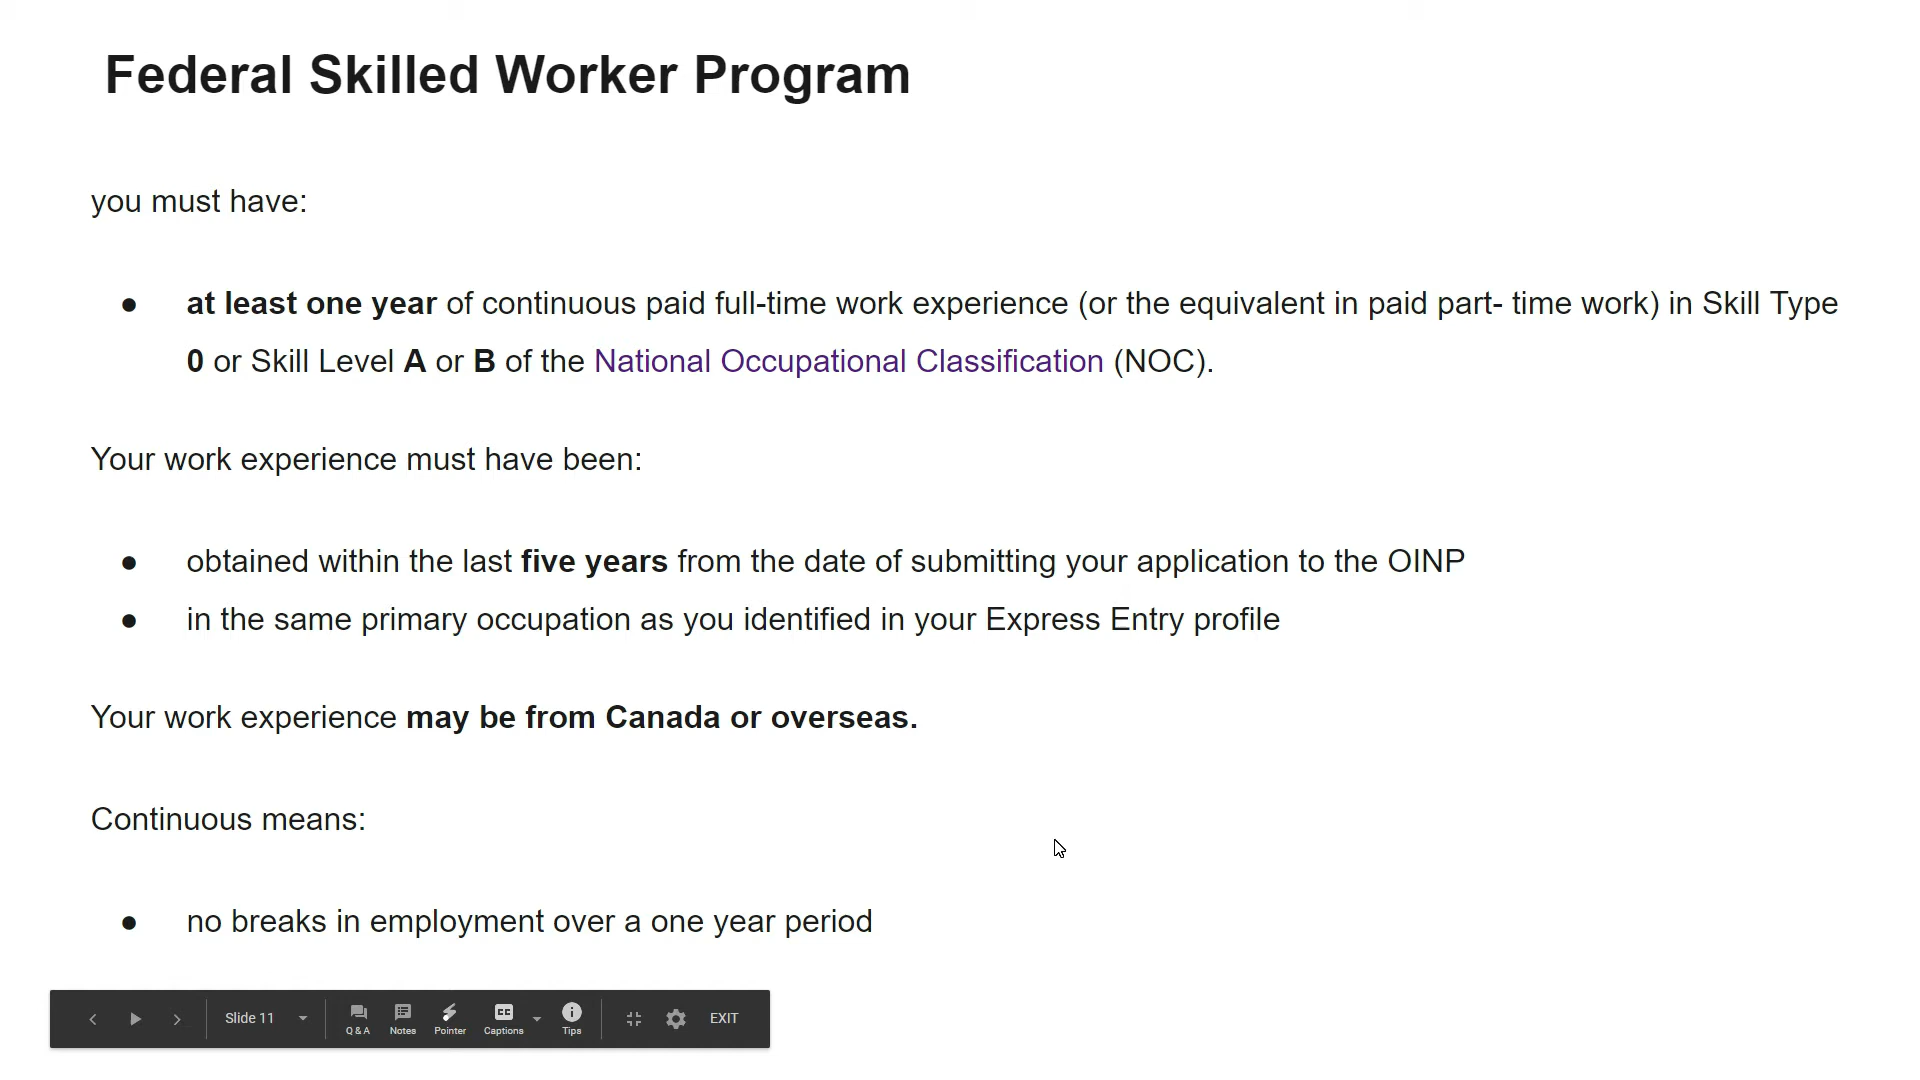 Federal Skilled Worker Program
you must have:
● at least one year of continuous paid full-time work experience (or the equivalent in paid part- time work) in Skill Type
0 or Skill Level A or B of the National Occupational Classification (NOC).
Your work experience must have been:
● obtained within the last five years from the date of submitting your application to the OINP
● in the same primary occupation as you identified in your Express Entry profile
Your work experience may be from Canada or overseas.
Continuous means:
● no breaks in employment over a one year period
Slide 11 Q & A Notes Pointer Captions Tips EXIT